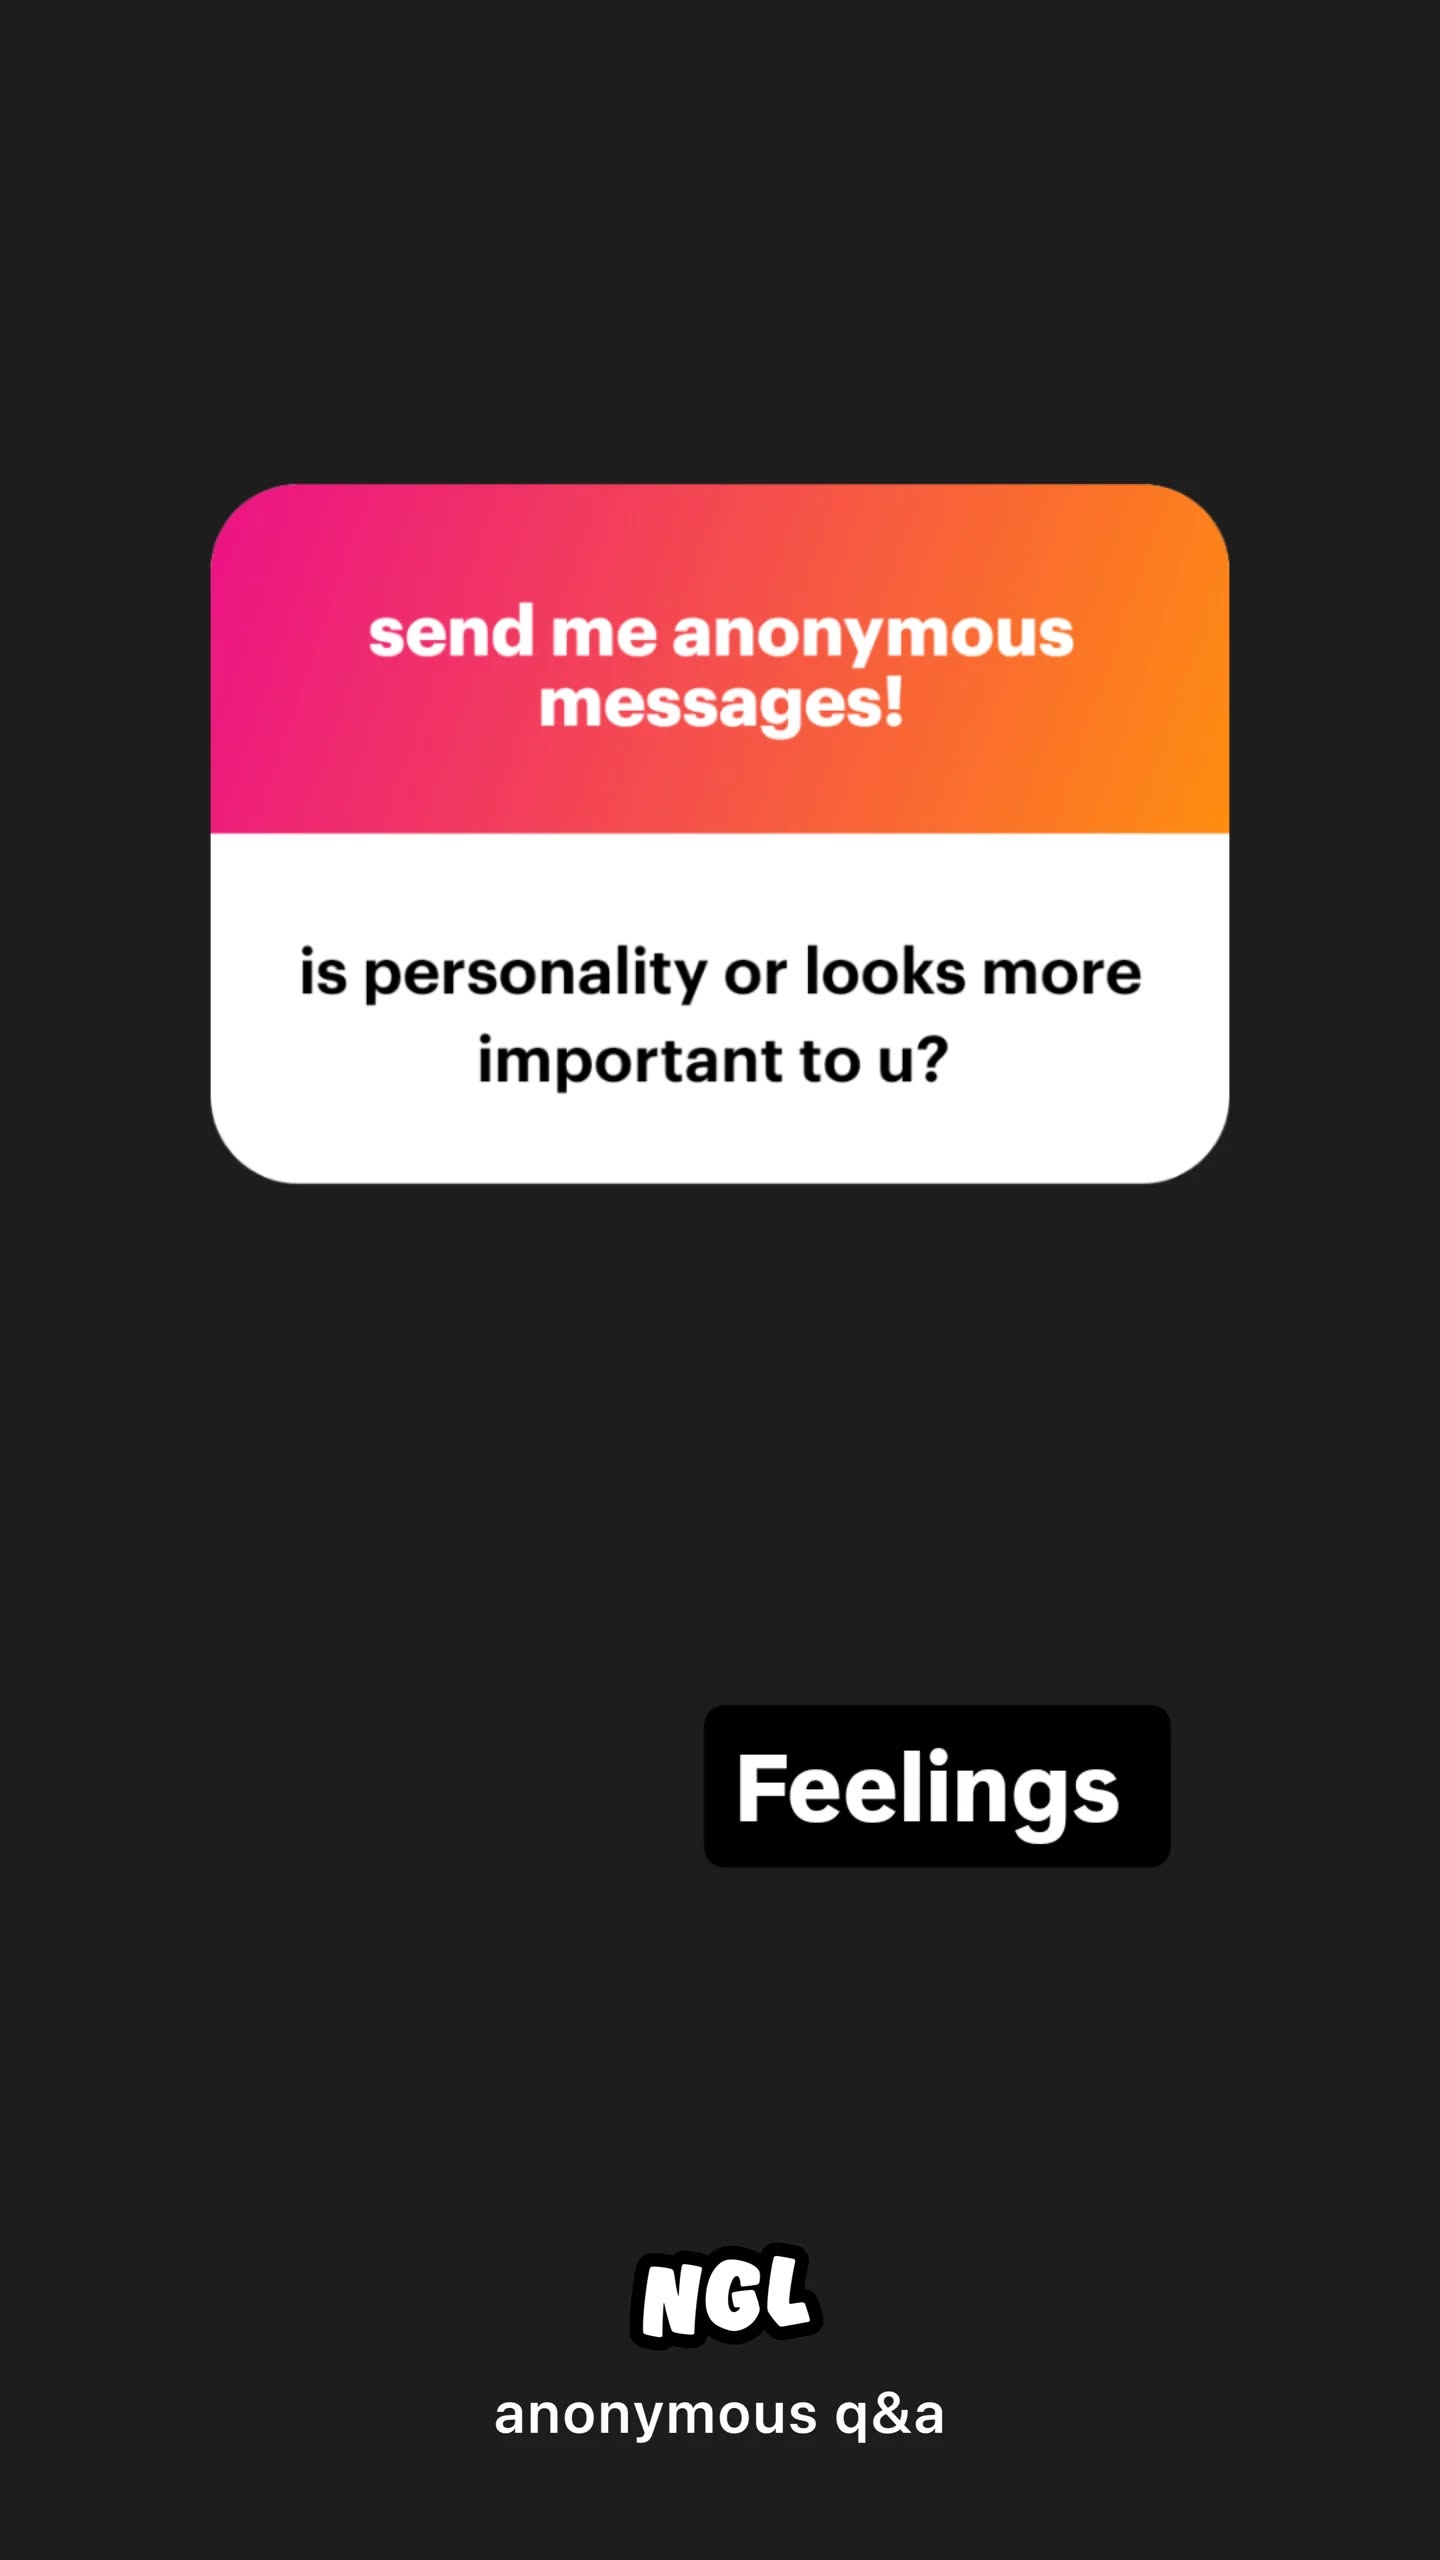 send me anonymous
messages!
is personality or looks more
important to u?
Feelings
NGL
anonymous q&a